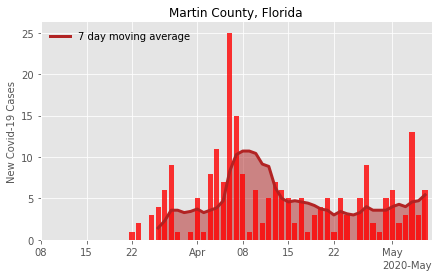 Martin County, Florida
7 day moving average
New Covid-19 Cases
25
20
15
10
5
0
08
15
22
Apr
08
15
22
May
2020-May